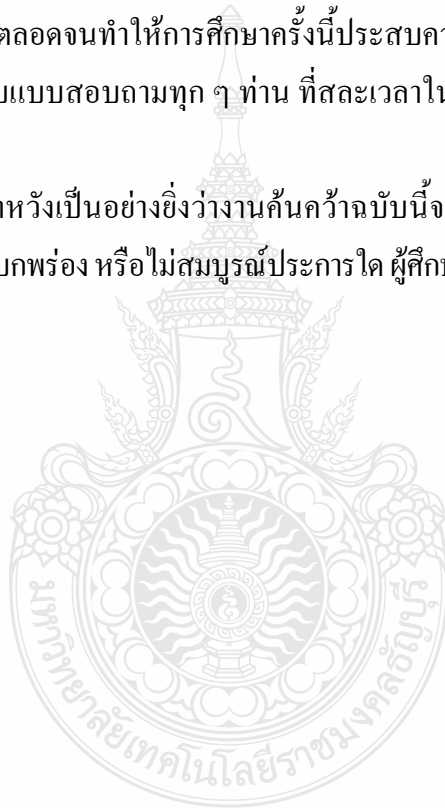 ตลอดจนทำให้การศึกษาครั้งนี้ประสบควา
บแบบสอบถามทุก ๆ ท่าน ที่สละเวลาใน
หวังเป็นอย่างยิ่งว่างานค้นคว้าฉบับนี้จ
บกพร่อง หรือไม่สมบูรณ์ประการใด ผู้ศึก
มหาวิทยาลัยเทคโนโลยีราชมงคลธัญบุรี